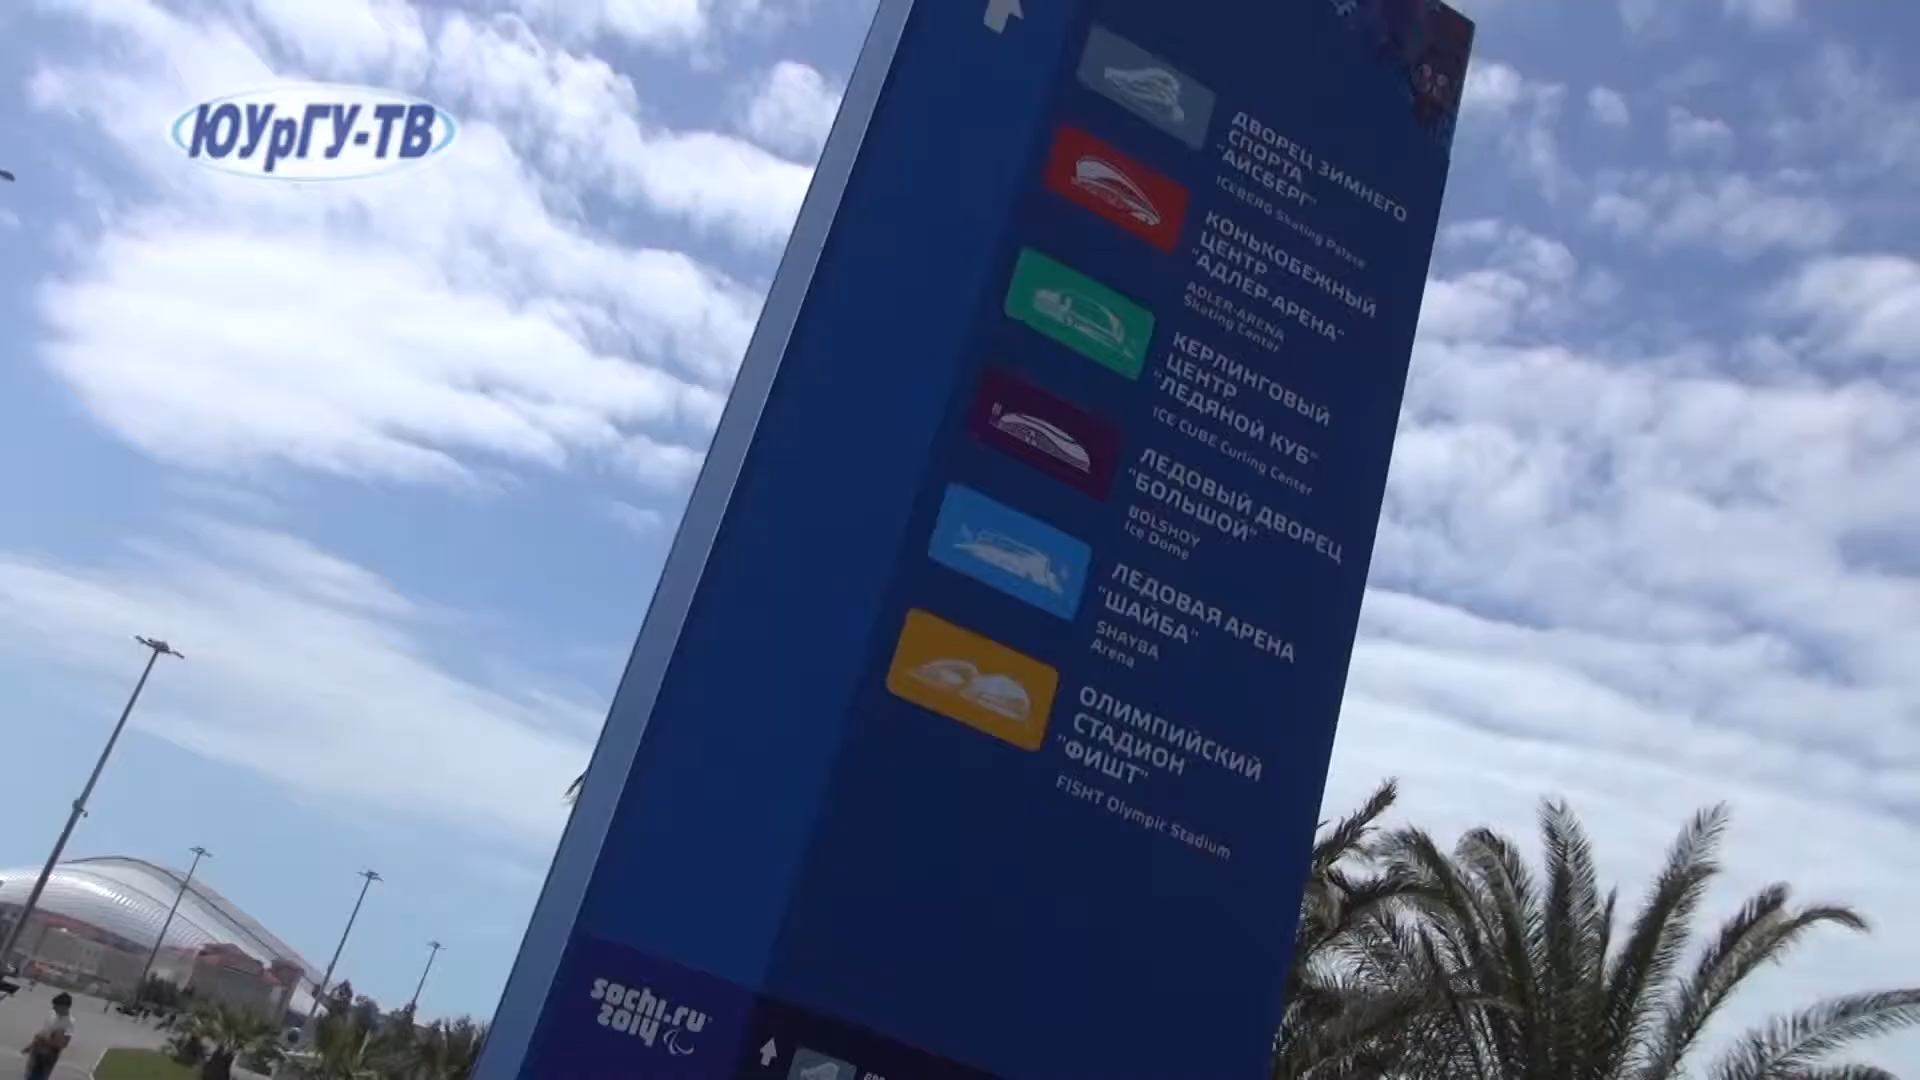 ЮУрГУ-ТВ
ДВОРЕЦ ЗИМНЕГО
СПОРТА
"АЙСБЕРГ"
ICEBERG Skating Palace
КОНЬКОБЕЖНЫЙ
ЦЕНТР
"АДЛЕР-АРЕНА"
ADLER-ARENA
Skating Center
КЕРЛИНГОВЫЙ
ЦЕНТР
"ЛЕДЯНОЙ КУБ"
ICE CUBE Curling Center
ЛЕДОВЫЙ ДВОРЕЦ
"БОЛЬШОЙ"
BOLSHOY
Ice Dome
ЛЕДОВАЯ АРЕНА
"ШАЙБА"
SHAYBA
Arena
ОЛИМПИЙСКИЙ
СТАДИОН
"ФИШТ"
FISHT Olympic Stadium
sochi.ru
2014